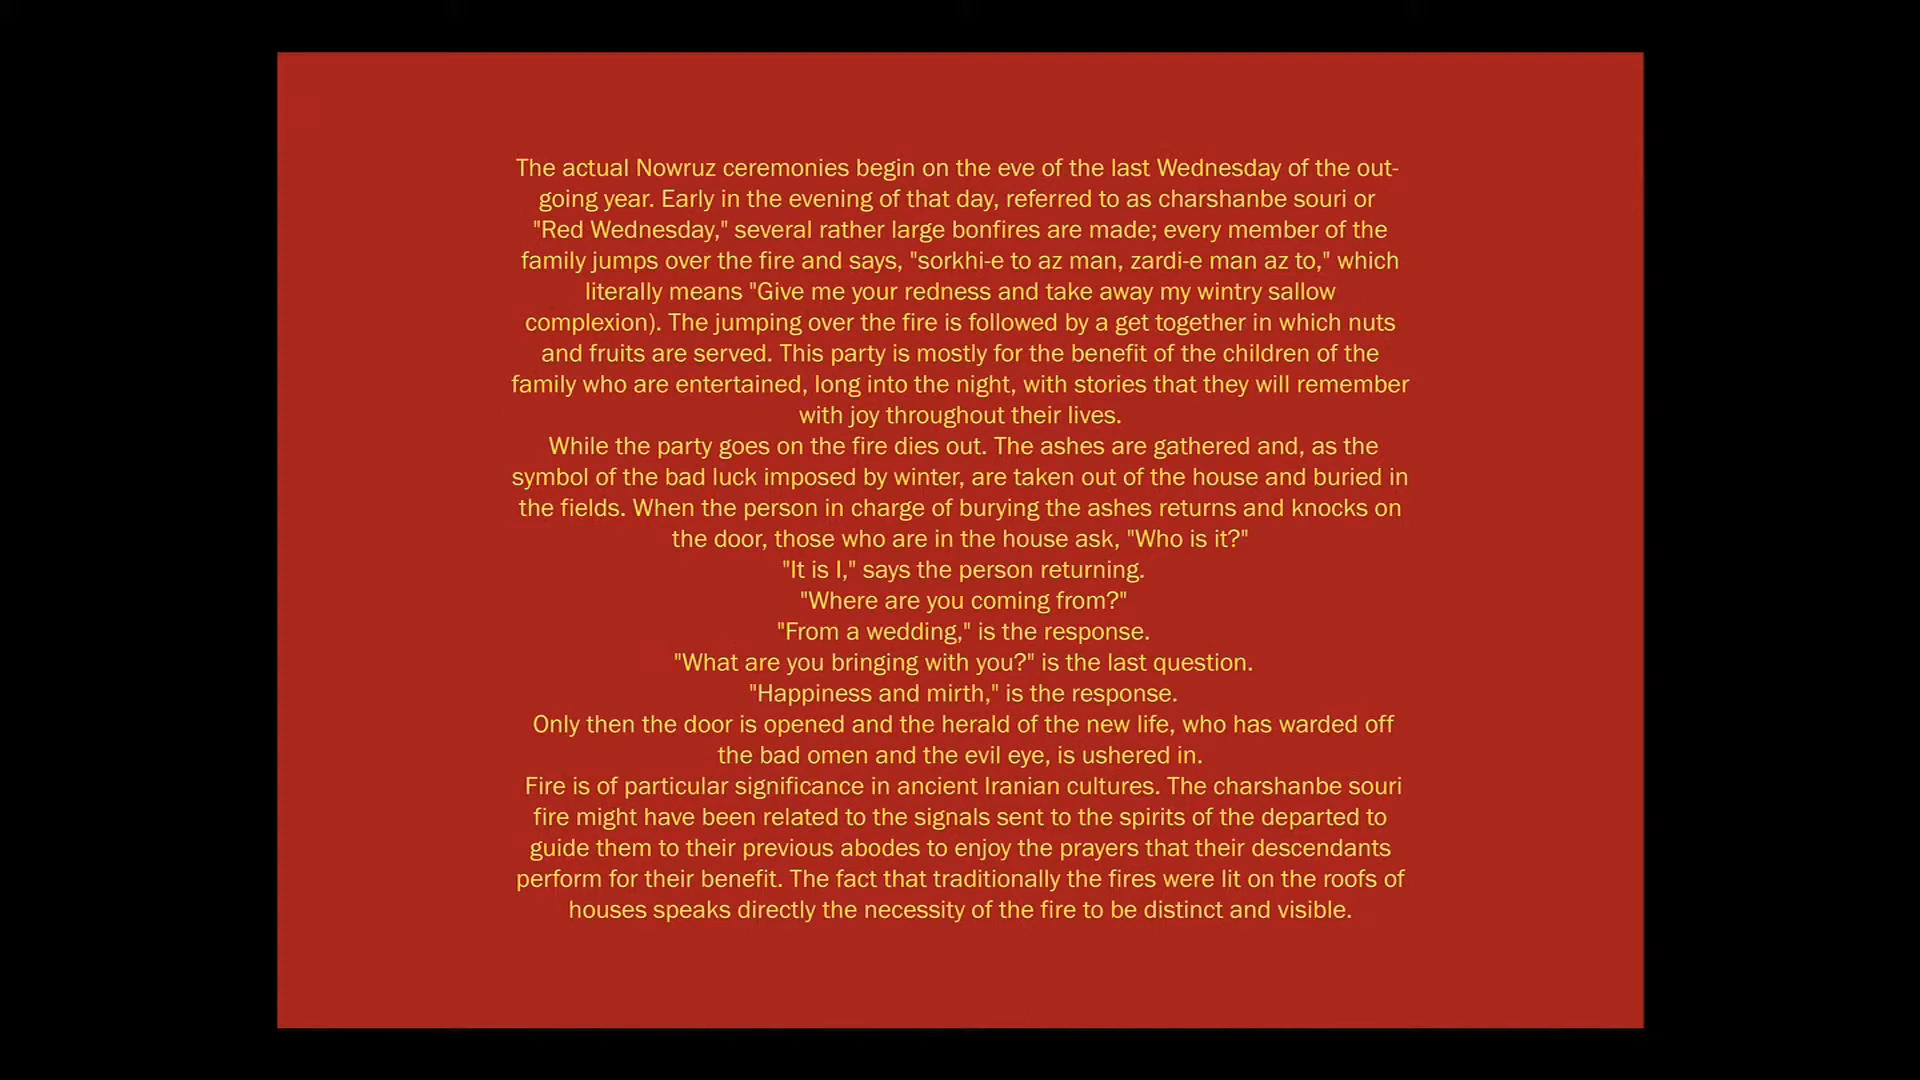 The actual Nowruz ceremonies begin on the eve of the last Wednesday of the out-
going year. Early in the evening of that day, referred to as charshanbe souri or
"Red Wednesday," several rather large bonfires are made; every member of the
family jumps over the fire and says, "sorkhi-e to az man, zardi-e man az to," which
literally means "Give me your redness and take away my wintry sallow
complexion). The jumping over the fire is followed by a get together in which nuts
and fruits are served. This party is mostly for the benefit of the children of the
family who are entertained, long into the night, with stories that they will remember
with joy throughout their lives.
While the party goes on the fire dies out. The ashes are gathered and, as the
symbol of the bad luck imposed by winter, are taken out of the house and buried in
the fields. When the person in charge of burying the ashes returns and knocks on
the door, those who are in the house ask, "Who is it?"
"It is I," says the person returning.
"Where are you coming from?"
"From a wedding," is the response.
"What are you bringing with you?" is the last question.
"Happiness and mirth," is the response.
Only then the door is opened and the herald of the new life, who has warded off
the bad omen and the evil eye, is ushered in.
Fire is of particular significance in ancient Iranian cultures. The charshanbe souri
fire might have been related to the signals sent to the spirits of the departed to
guide them to their previous abodes to enjoy the prayers that their descendants
perform for their benefit. The fact that traditionally the fires were lit on the roofs of
houses speaks directly the necessity of the fire to be distinct and visible.